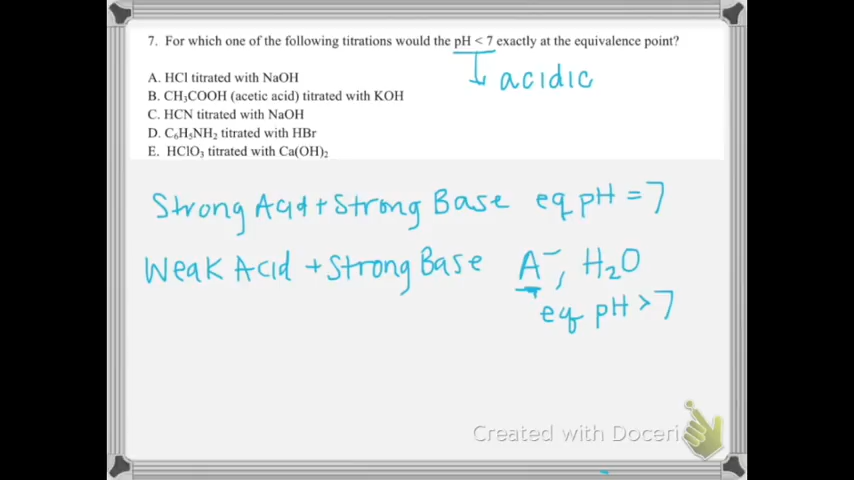 7. For which one of the following titrations would the pH < 7 exactly at the equivalence point?
acidic
A. HCl titrated with NaOH
B. CH₃COOH (acetic acid) titrated with KOH
C. HCN titrated with NaOH
D. C₆H₅NH₂ titrated with HBr
E. HClO₃ titrated with Ca(OH)₂
Strong Acid + Strong Base eq pH = 7
Weak Acid + Strong Base A⁻, H₂O
eq pH > 7
Created with Doceri